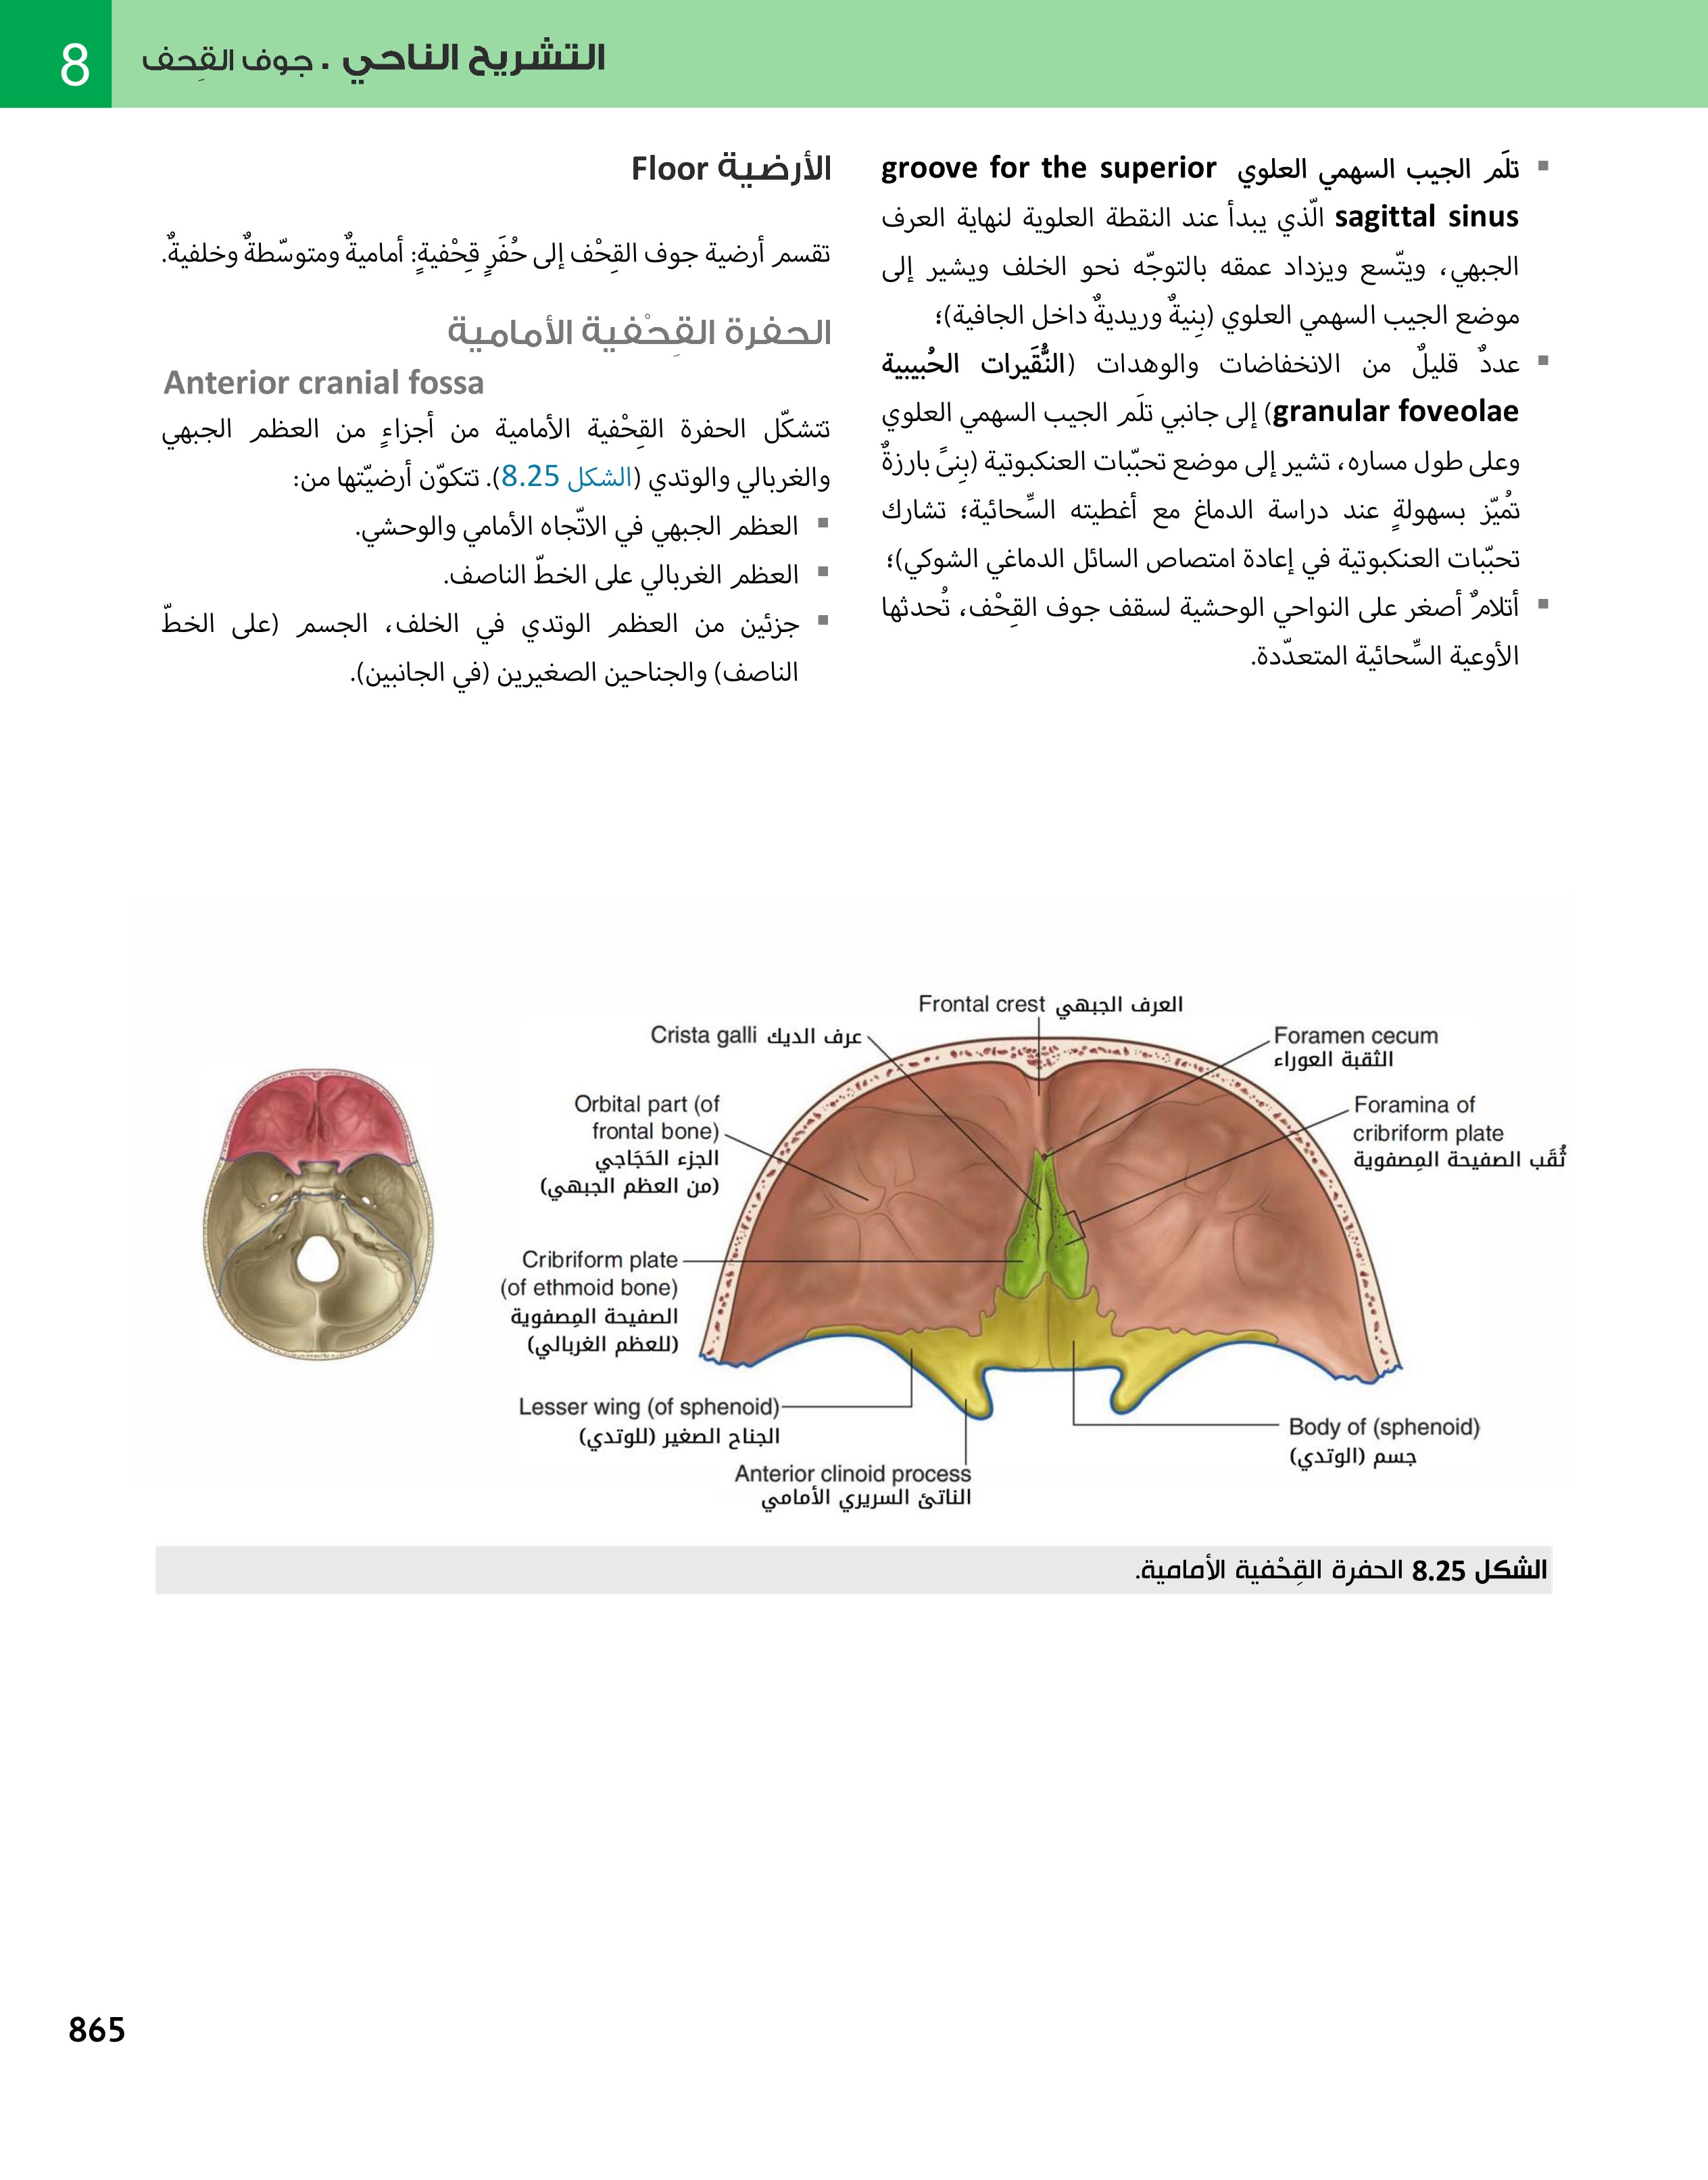 8
التشريح الناحي . جوف القِحف
تلَم الجيب السهمي العلوي groove for the superior
sagittal sinus الّذي يبدأ عند النقطة العلوية لنهاية العرف
الجبهي، ويتّسع ويزداد عمقه بالتوجّه نحو الخلف ويشير إلى
موضع الجيب السهمي العلوي (بِنيةٌ وريديةٌ داخل الجافية)؛
عددٌ قليلٌ من الانخفاضات والوهدات (النُّقَيرات الحُبيبية
granular foveolae) إلى جانبي تلَم الجيب السهمي العلوي
وعلى طول مساره، تشير إلى موضع تحبّبات العنكبوتية (بِنىً بارزةٌ
تمُيّز بسهولةٍ عند دراسة الدماغ مع أغطيته السِّحائية؛ تشارك
تحبّبات العنكبوتية في إعادة امتصاص السائل الدماغي الشوكي)؛
أتلامٌ أصغر على النواحي الوحشية لسقف جوف القِحْف، تُحدثها
الأوعية السِّحائية المتعدّدة.
الأرضية Floor
تقسم أرضية جوف القِحْف إلى حُفَرٍ قِحْفيةٍ: أماميةٌ ومتوسّطةٌ وخلفيةٌ.
الحفرة القِحْفية الأمامية
Anterior cranial fossa
تتشكّل الحفرة القِحْفية الأمامية من أجزاءٍ من العظم الجبهي
والغربالي والوتدي (الشكل 8.25). تتكوّن أرضيّتها من:
العظم الجبهي في الاتّجاه الأمامي والوحشي.
العظم الغربالي على الخطّ الناصف.
جزئين من العظم الوتدي في الخلف، الجسم (على الخطّ
الناصف) والجناحين الصغيرين (في الجانبين).
Frontal crest العرف الجبهي
Crista galli عرف الديك
Foramen cecum
الثقبة العوراء
Orbital part (of
frontal bone)
الجزء الحَجَاجي
(من العظم الجبهي)
Foramina of
cribriform plate
ثُقَب الصفيحة المِصفوية
Cribriform plate
(of ethmoid bone)
الصفيحة المِصفوية
(للعظم الغربالي)
Lesser wing (of sphenoid)
الجناح الصغير (للوتدي)
Body of (sphenoid)
جسم (الوتدي)
Anterior clinoid process
الناتئ السريري الأمامي
الشكل 8.25 الحفرة القِحْفية الأمامية.
865